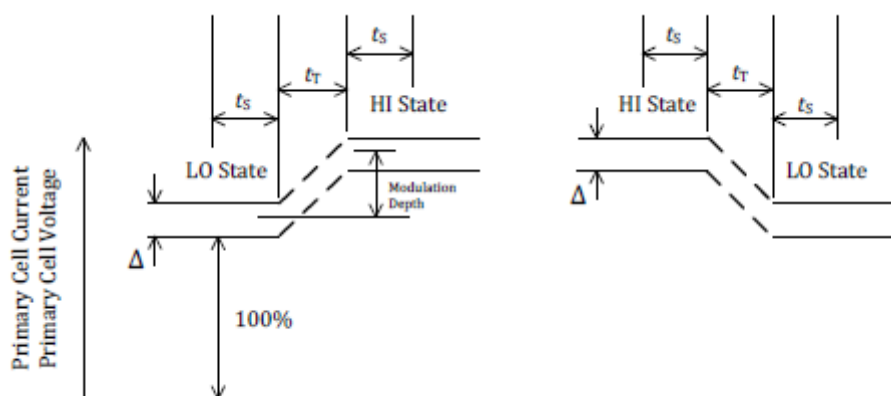 tS
tS
tT
tT
tS
HI State
HI State
tS
LO State
LO State
Modulation
Depth
Δ
Δ
100%
Primary Cell Current
Primary Cell Voltage